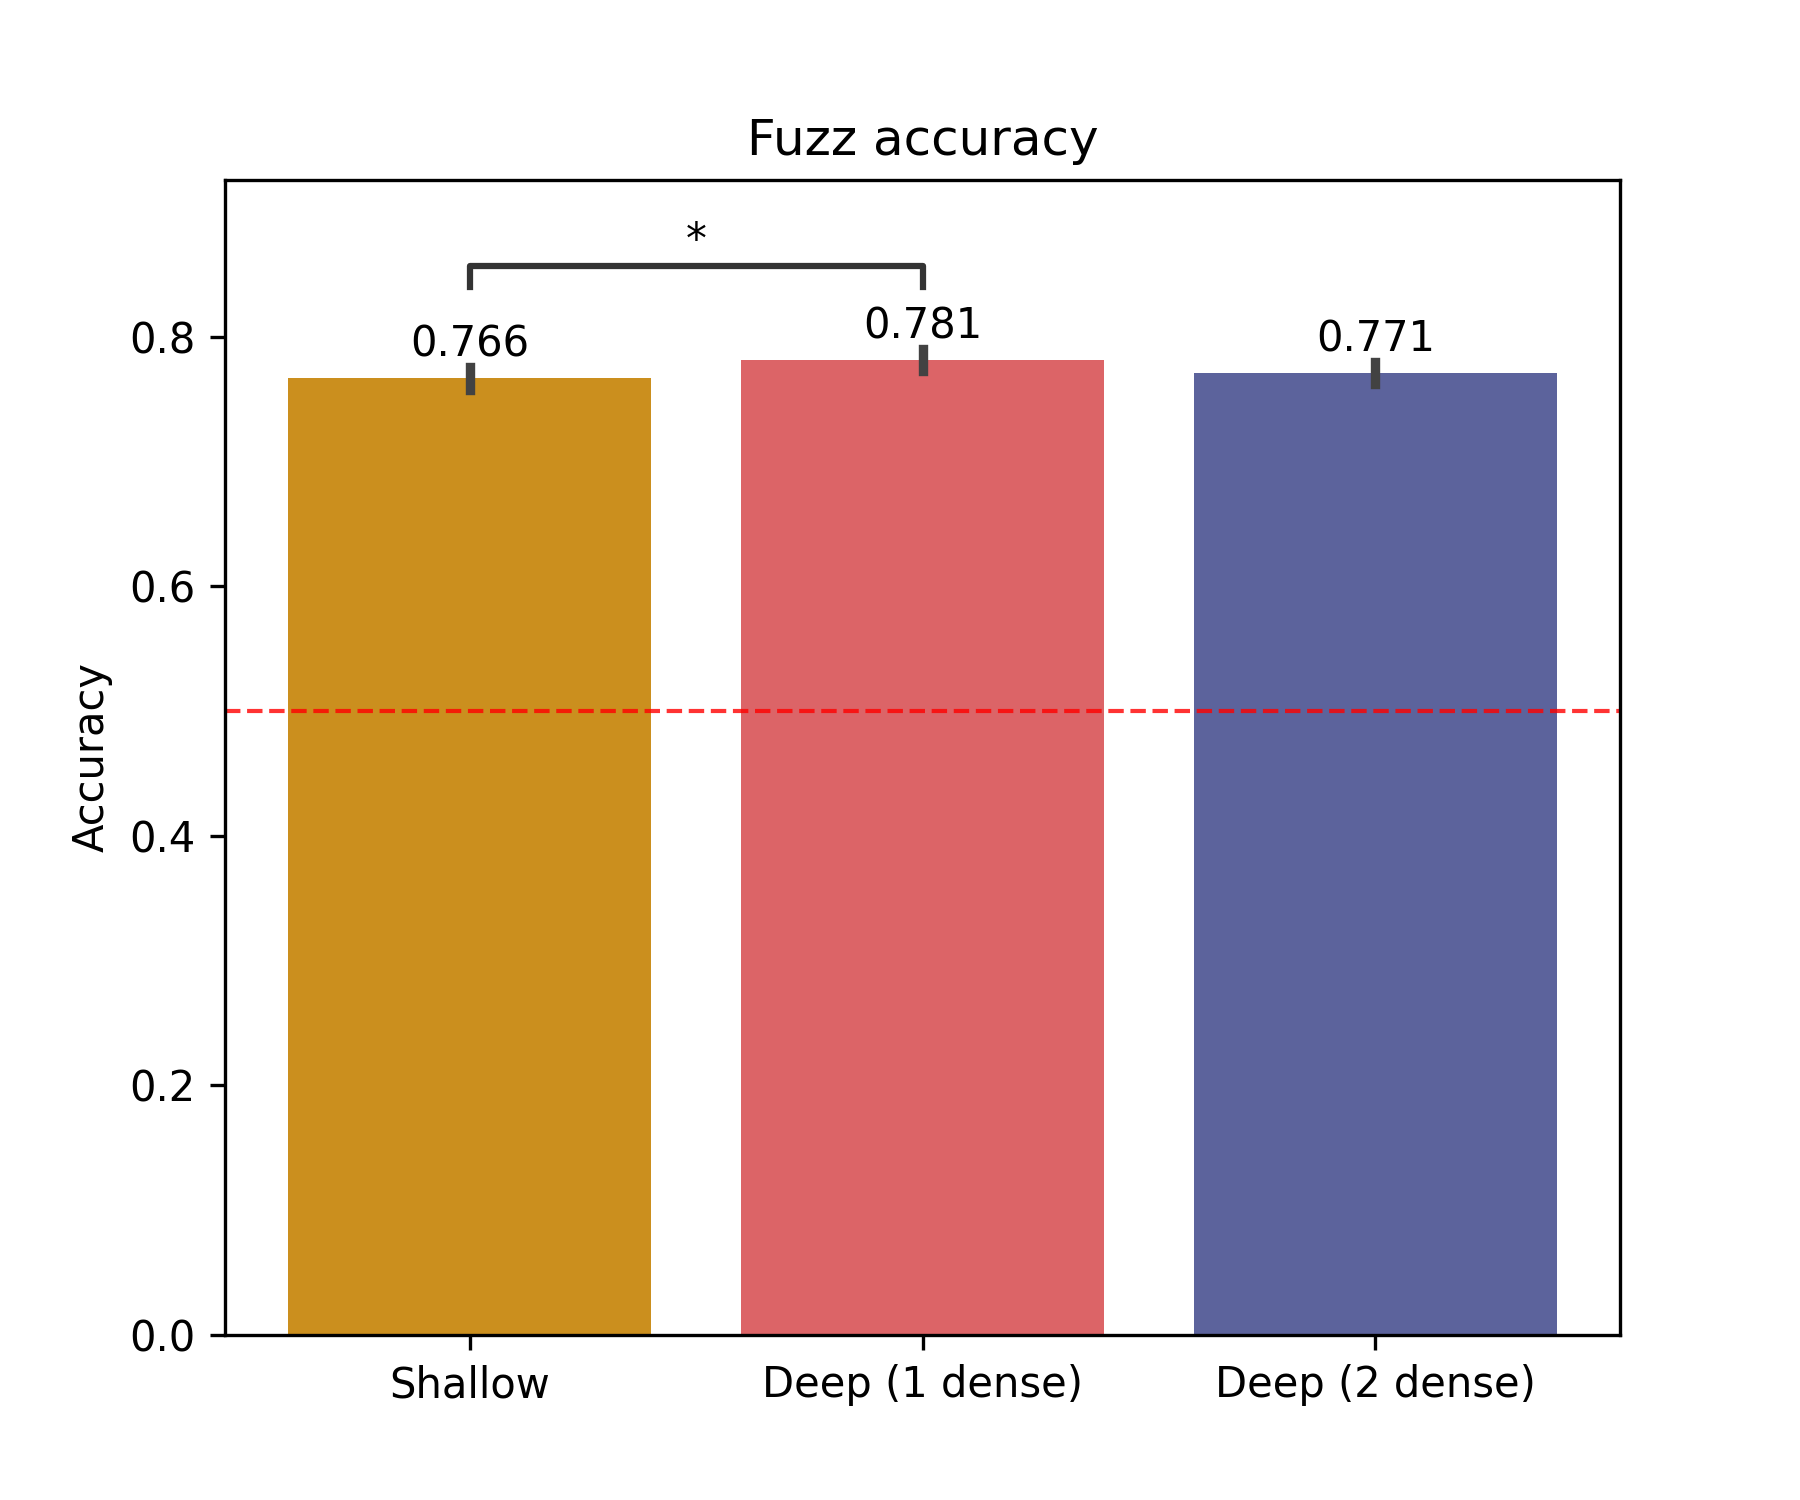 Fuzz accuracy
*
0.766
0.781
0.771
0.8
0.6
0.4
0.2
0.0
Accuracy
Shallow
Deep (1 dense)
Deep (2 dense)